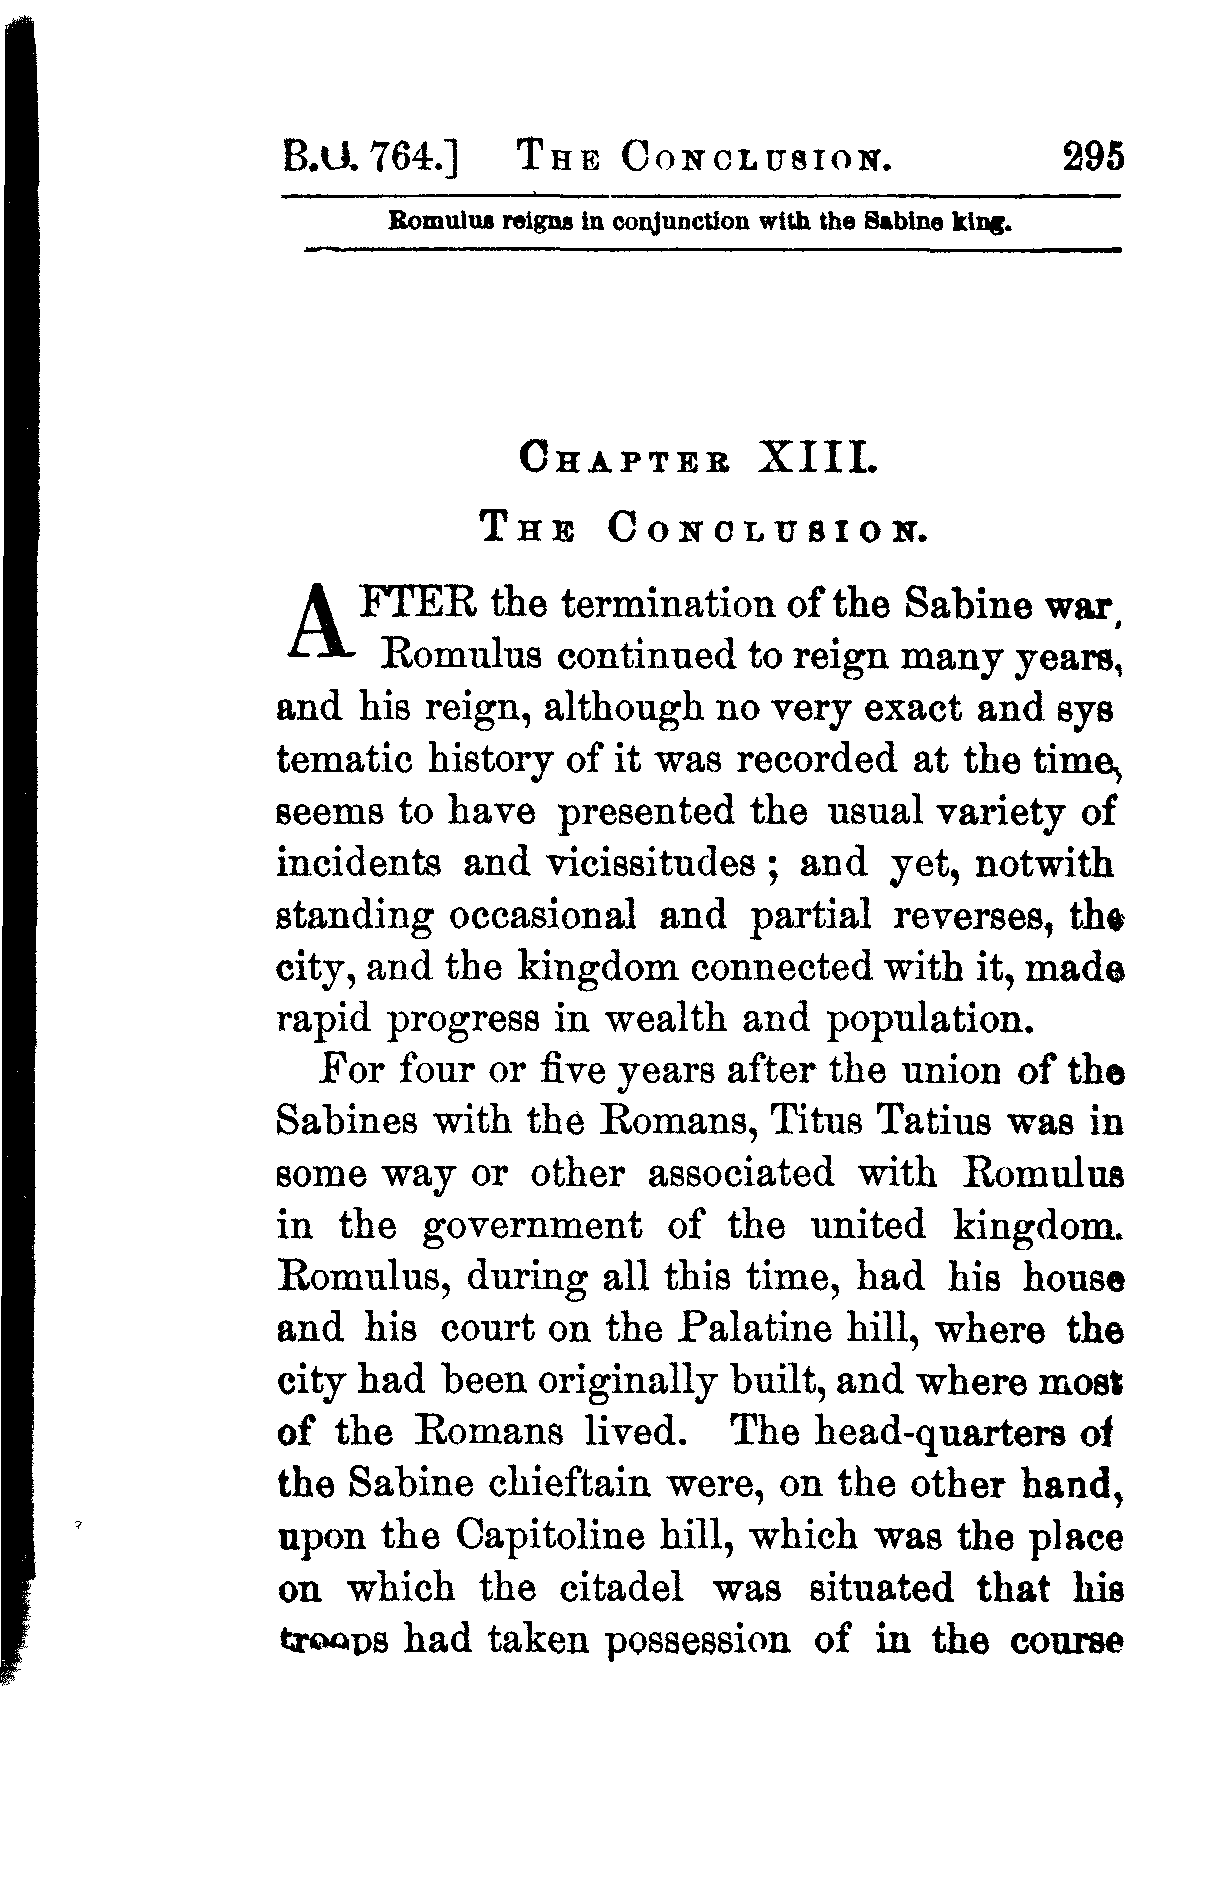 B.C. 764.] THE CONCLUSION. 295
Romulus reigns in conjunction with the Sabine king.
CHAPTER XIII.
THE CONCLUSION.
AFTER the termination of the Sabine war,
Romulus continued to reign many years,
and his reign, although no very exact and sys
tematic history of it was recorded at the time,
seems to have presented the usual variety of
incidents and vicissitudes; and yet, notwith
standing occasional and partial reverses, the
city, and the kingdom connected with it, made
rapid progress in wealth and population.
For four or five years after the union of the
Sabines with the Romans, Titus Tatius was in
some way or other associated with Romulus
in the government of the united kingdom.
Romulus, during all this time, had his house
and his court on the Palatine hill, where the
city had been originally built, and where most
of the Romans lived. The head-quarters of
the Sabine chieftain were, on the other hand,
upon the Capitoline hill, which was the place
on which the citadel was situated that his
troops had taken possession of in the course